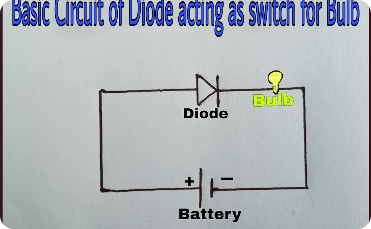 Basic Circuit of Diode acting as switch for Bulb
Bulb
Diode
+ −
Battery